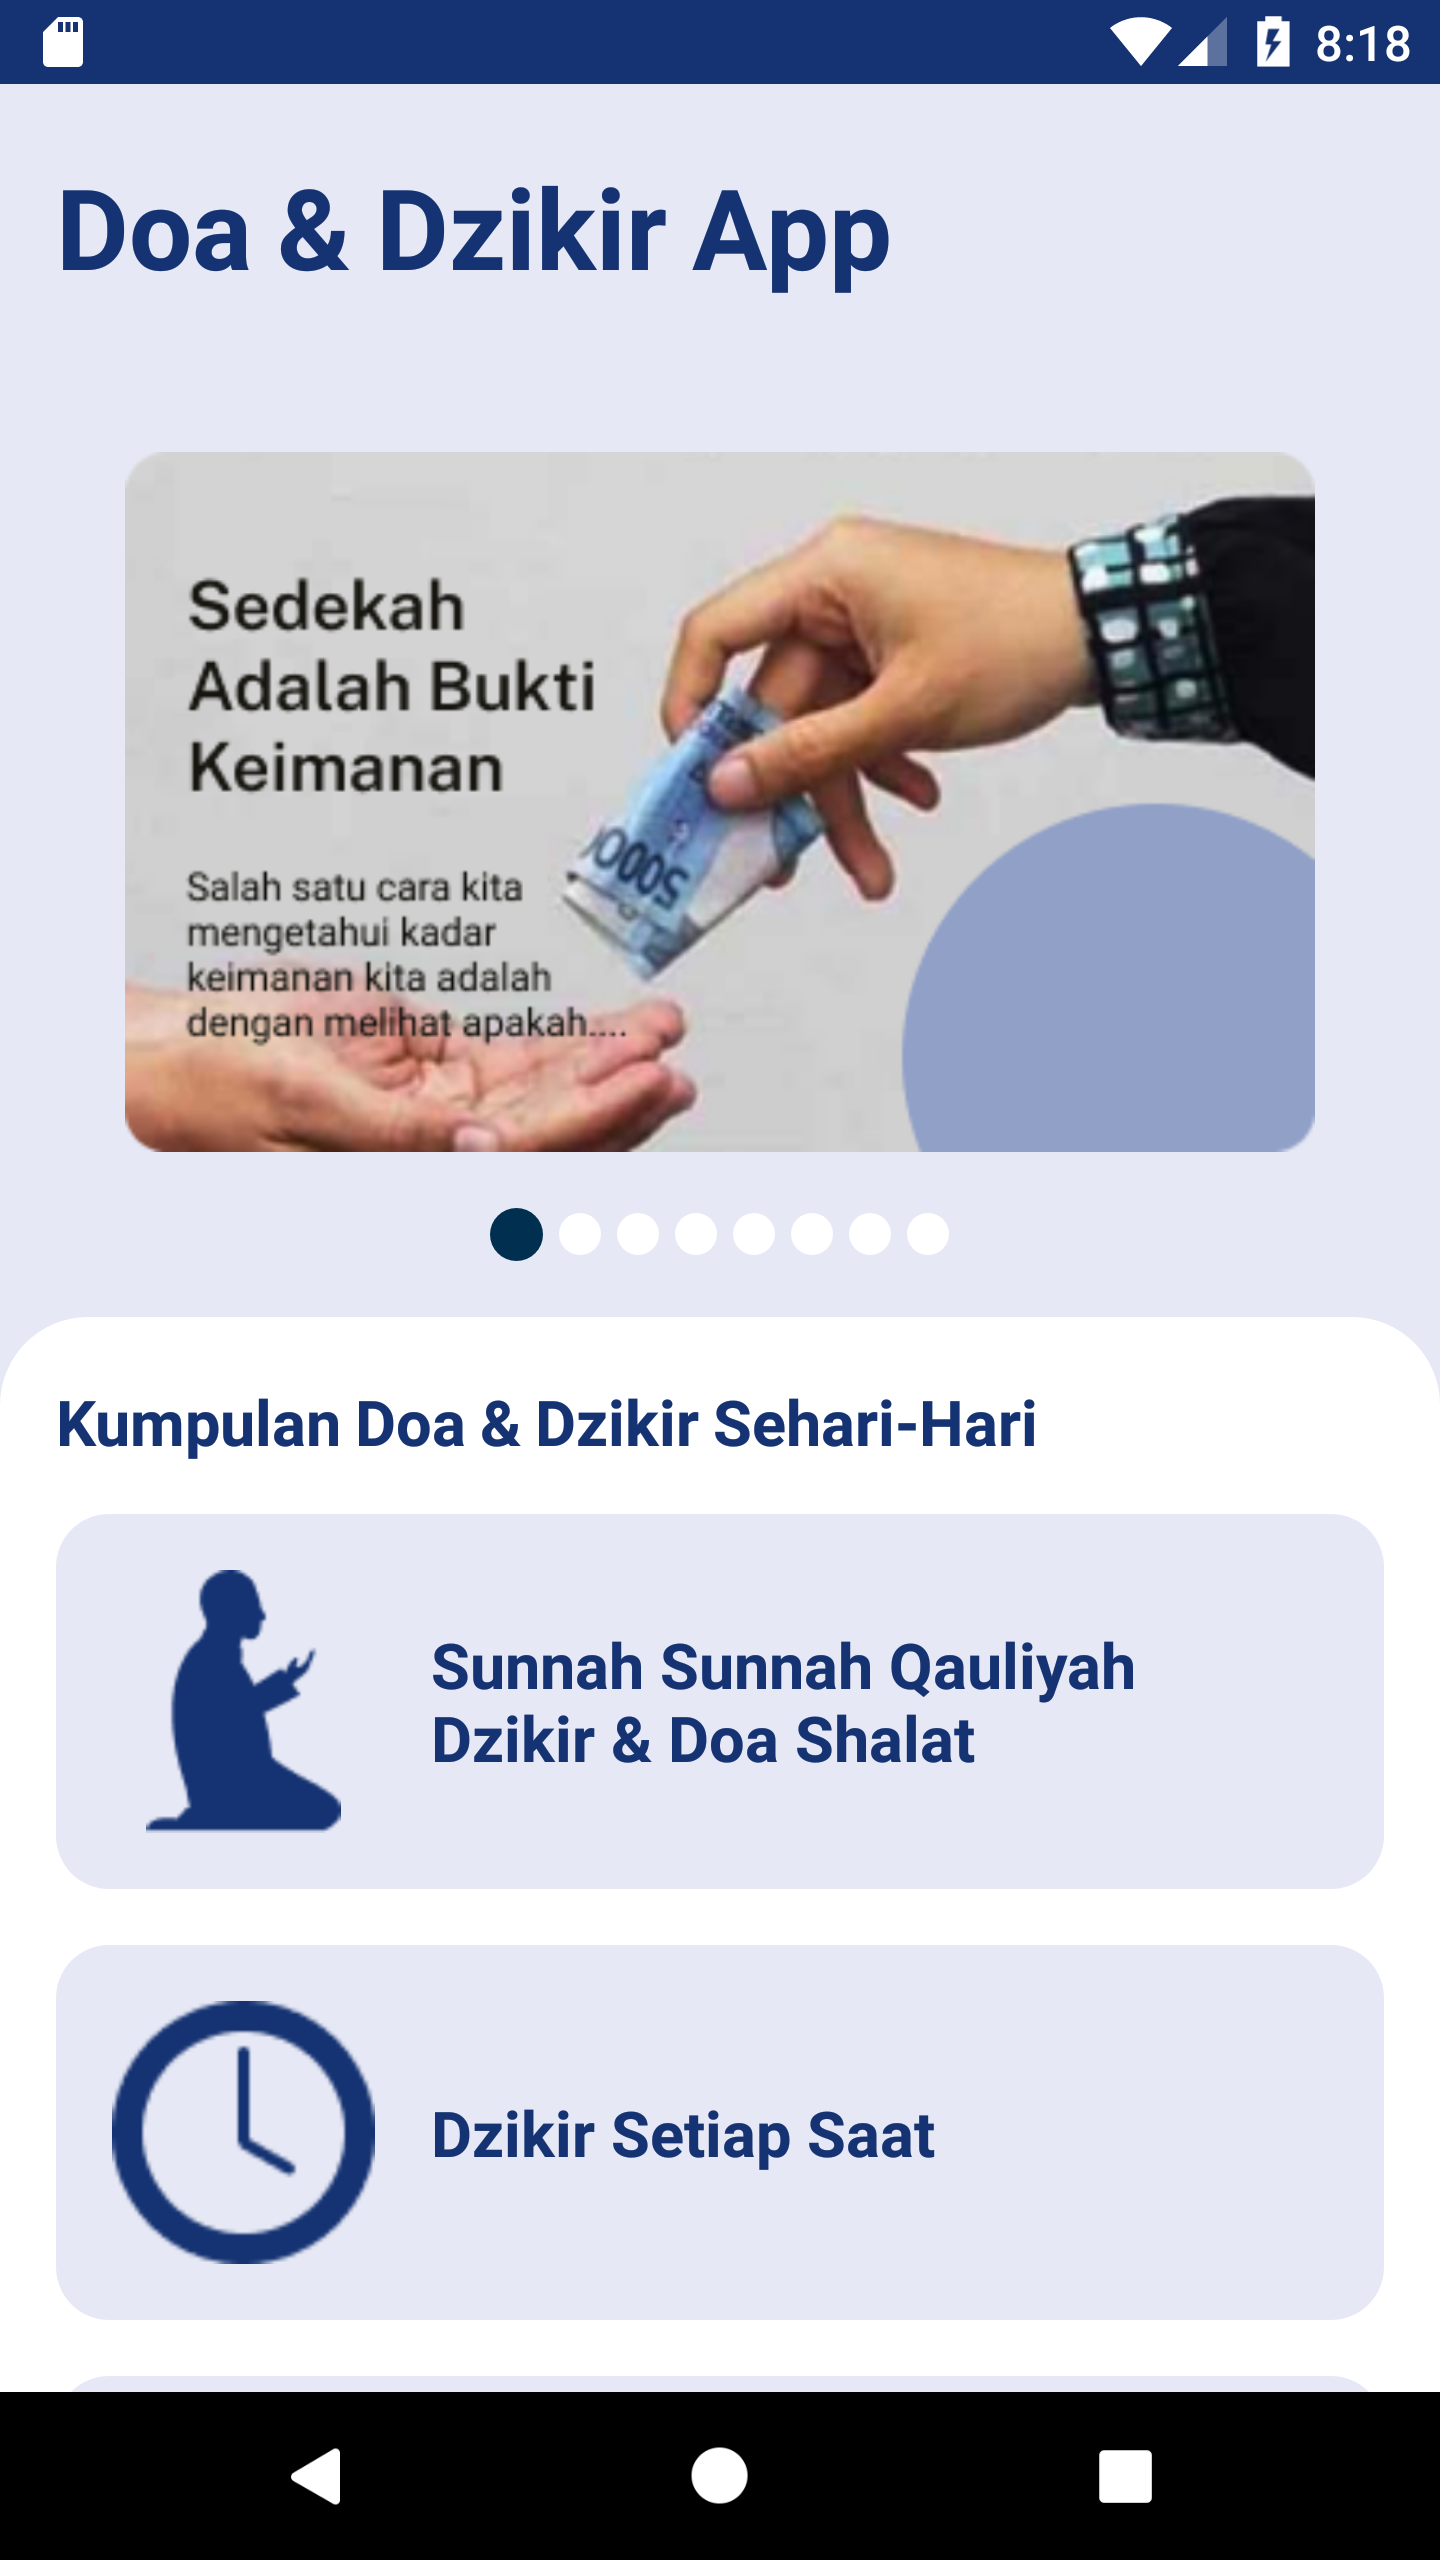 8:18
Doa & Dzikir App
Sedekah
Adalah Bukti
Keimanan
Salah satu cara kita
mengetahui kadar
keimanan kita adalah
dengan melihat apakah....
5000
Kumpulan Doa & Dzikir Sehari-Hari
Sunnah Sunnah Qauliyah
Dzikir & Doa Shalat
Dzikir Setiap Saat